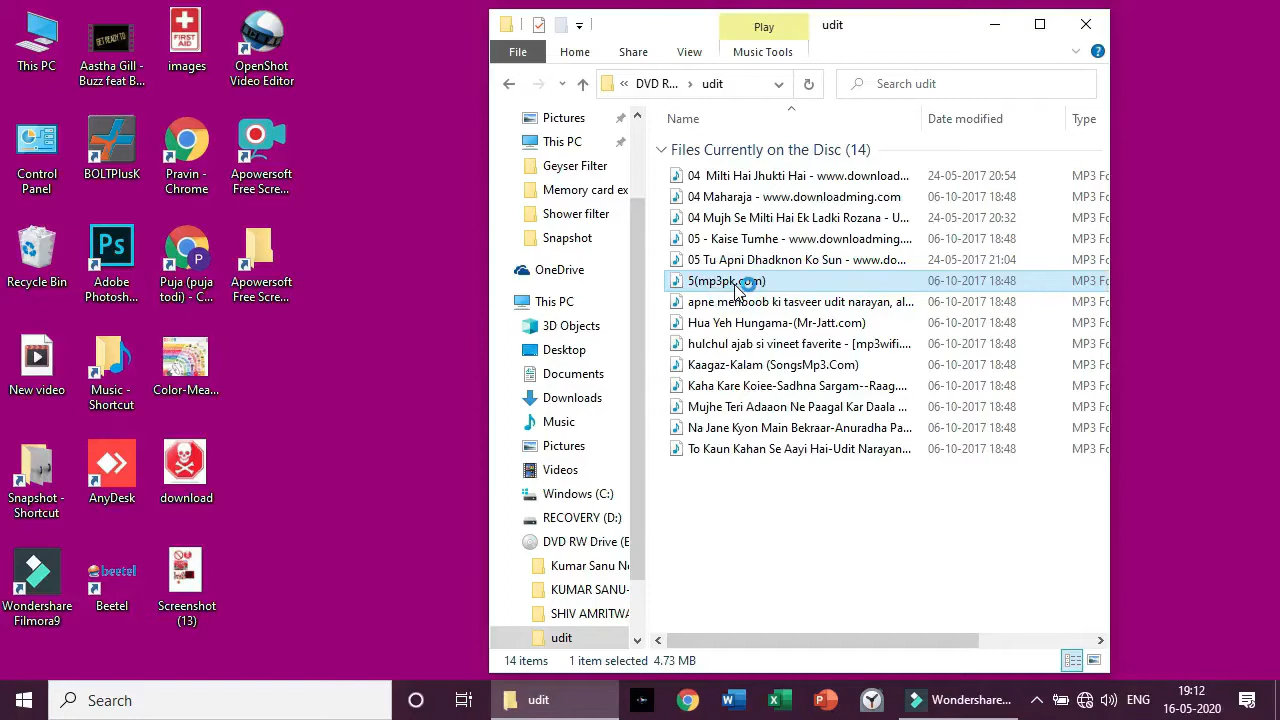 This PC
Aastha Gill -
Buzz feat B...
GET READY TO
images
FIRST
AID
OpenShot
Video Editor
Control
Panel
BOLTPlusK
Pravin -
Chrome
Apowersoft
Free Scre...
Recycle Bin
Ps
Adobe
Photosh...
P
Puja (puja
todi) - C...
Apowersoft
Free Scre...
New video
Music -
Shortcut
Color-Mea...
Snapshot -
Shortcut
AnyDesk
download
Wondershare
Filmora9
beetel
Beetel
Screenshot
(13)
Play
udit
File
Home
Share
View
Music Tools
« DVD R... › udit
Search udit
Name
Date modified
Type
Files Currently on the Disc (14)
04 Milti Hai Jhukti Hai - www.download... 24-05-2017 20:54 MP3 Fo
04 Maharaja - www.downloadming.com 06-10-2017 18:48 MP3 Fo
04 Mujh Se Milti Hai Ek Ladki Rozana - U... 24-05-2017 20:32 MP3 Fo
05 - Kaise Tumhe - www.downloadming.... 06-10-2017 18:48 MP3 Fo
05 Tu Apni Dhadknon Ko Sun - www.do... 24-05-2017 21:04 MP3 Fo
5(mp3pk.com) 06-10-2017 18:48 MP3 Fo
apne mehboob ki tasveer udit narayan, al... 06-10-2017 18:48 MP3 Fo
Hua Yeh Hungama-(Mr-Jatt.com) 06-10-2017 18:48 MP3 Fo
hulchul ajab si vineet faverite - [mp3wifi.... 06-10-2017 18:48 MP3 Fo
Kaagaz-Kalam (SongsMp3.Com) 06-10-2017 18:48 MP3 Fo
Kaha Kare Koiee-Sadhna Sargam--Raag.... 06-10-2017 18:48 MP3 Fo
Mujhe Teri Adaaon Ne Paagal Kar Daala ... 06-10-2017 18:48 MP3 Fo
Na Jane Kyon Main Bekraar-Anuradha Pa... 06-10-2017 18:48 MP3 Fo
To Kaun Kahan Se Aayi Hai-Udit Narayan... 06-10-2017 18:48 MP3 Fo
Pictures
This PC
Geyser Filter
Memory card ex
Shower filter
Snapshot
OneDrive
This PC
3D Objects
Desktop
Documents
Downloads
Music
Pictures
Videos
Windows (C:)
RECOVERY (D:)
DVD RW Drive (E
Kumar Sanu No
KUMAR SANU-
SHIV AMRITWA
udit
14 items 1 item selected 4.73 MB
Search
udit
Wondershare...
ENG
19:12
16-05-2020